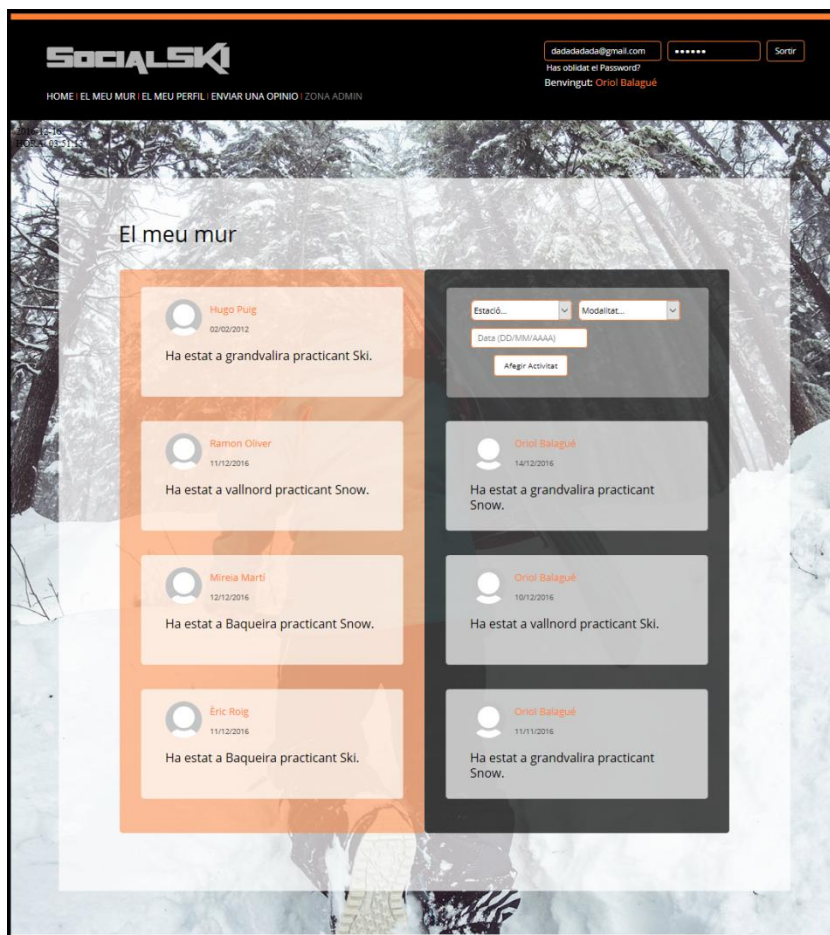 SOCIALSKI
dadadadada@gmail.com
Sortir
Has oblidat el Password?
Benvingut: Oriol Balagué
HOME | EL MEU MUR | EL MEU PERFIL | ENVIAR UNA OPINIO | ZONA ADMIN
El meu mur
Hugo Puig
02/02/2012
Ha estat a grandvalira practicant Ski.
Ramon Oliver
11/12/2016
Ha estat a vallnord practicant Snow.
Mireia Martí
12/12/2016
Ha estat a Baqueira practicant Snow.
Èric Roig
11/12/2016
Ha estat a Baqueira practicant Ski.
Estació...
Modalitat...
Data (DD/MM/AAAA)
Afegir Activitat
Oriol Balagué
14/12/2016
Ha estat a grandvalira practicant
Snow.
Oriol Balagué
10/12/2016
Ha estat a vallnord practicant Ski.
Oriol Balagué
11/11/2016
Ha estat a grandvalira practicant
Snow.